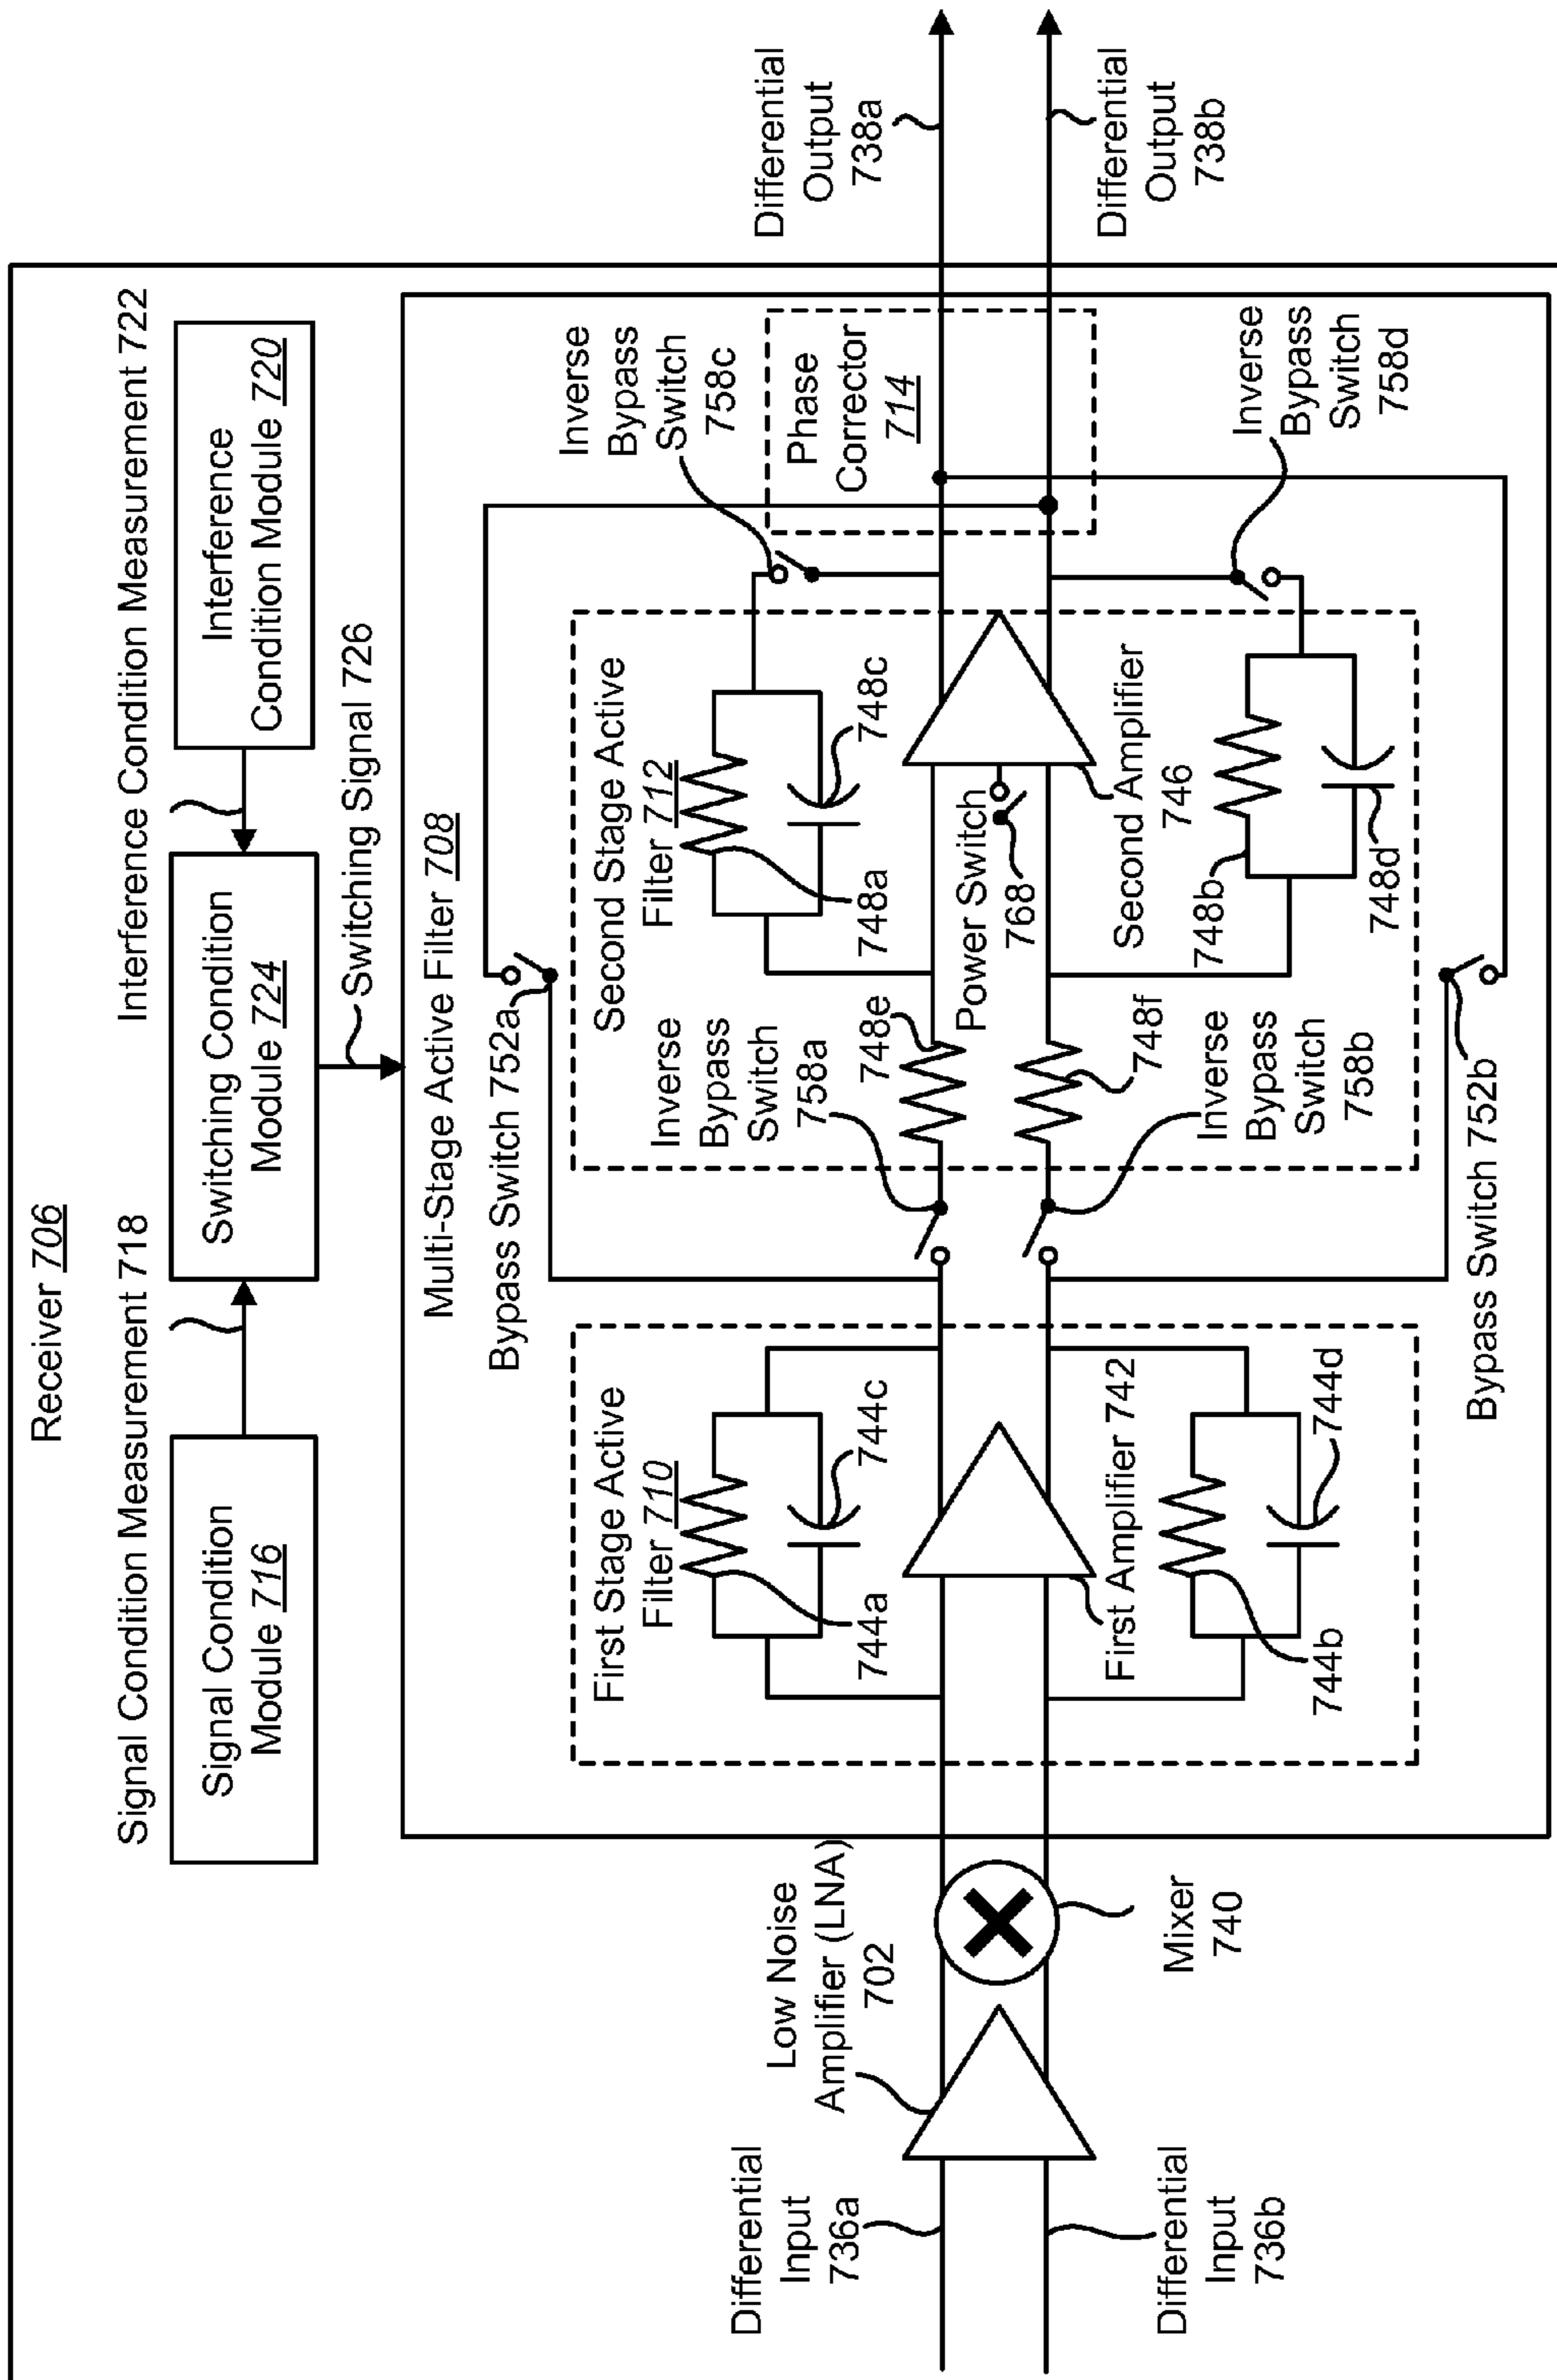 Receiver 706
Signal Condition Measurement 718
Interference Condition Measurement 722
Signal Condition
Module 716
Switching Condition
Module 724
Interference
Condition Module 720
Switching Signal 726
Multi-Stage Active Filter 708
Bypass Switch 752a
First Stage Active
Filter 710
744a
744c
First Amplifier 742
744b
744d
Second Stage Active
Filter 712
748a
748c
Inverse
Bypass
Switch
758a
748e
Power Switch
768
748f
Inverse
Bypass
Switch
758b
Second Amplifier
746
748b
748d
Inverse
Bypass
Switch
758c
Phase
Corrector
714
Inverse
Bypass
Switch
758d
Bypass Switch 752b
Low Noise
Amplifier (LNA)
702
Mixer
740
Differential
Input
736a
Differential
Input
736b
Differential
Output
738a
Differential
Output
738b